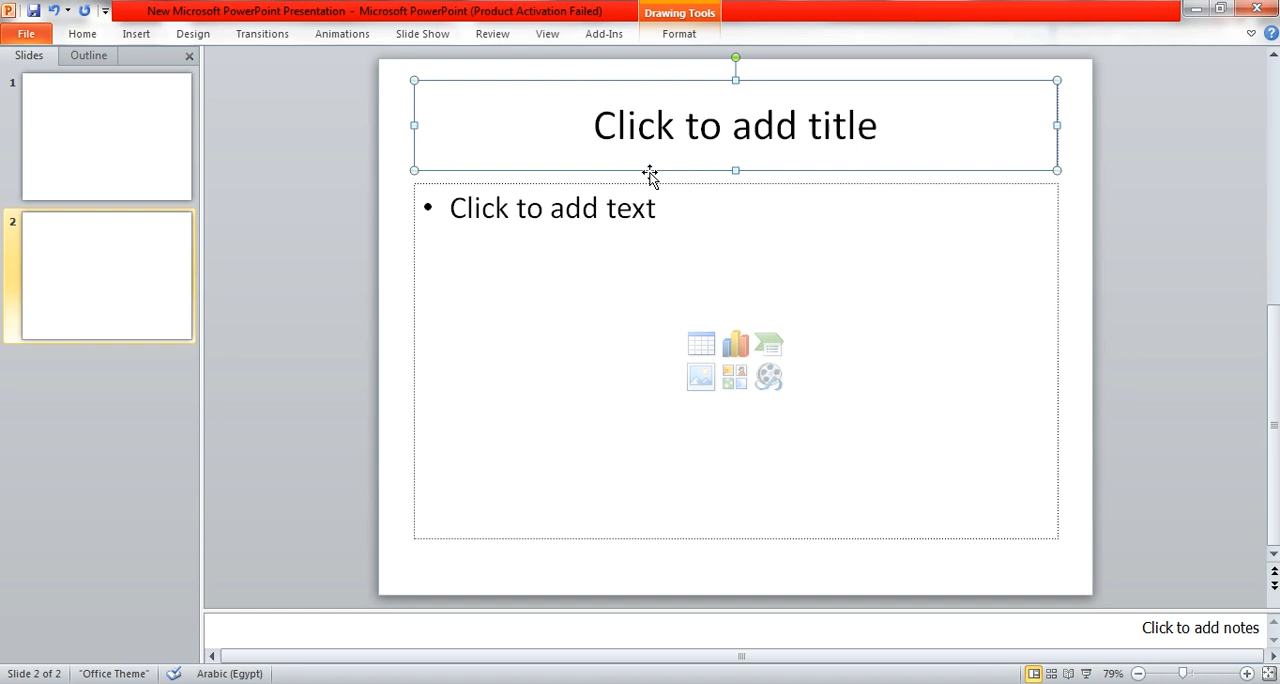 New Microsoft PowerPoint Presentation - Microsoft PowerPoint (Product Activation Failed)
Drawing Tools
File Home Insert Design Transitions Animations Slide Show Review View Add-Ins Format
Slides Outline
1
2
Click to add title
• Click to add text
Click to add notes
Slide 2 of 2 "Office Theme" Arabic (Egypt) 79%